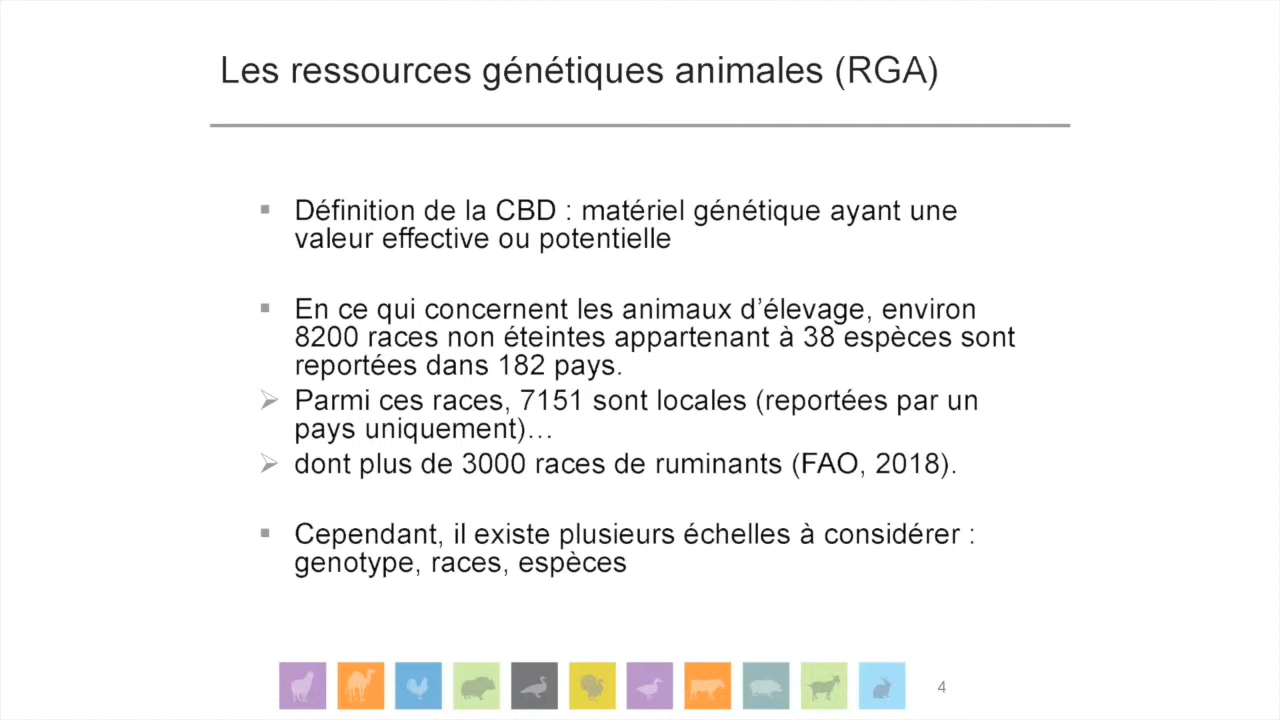 Les ressources génétiques animales (RGA)
▪ Définition de la CBD : matériel génétique ayant une
valeur effective ou potentielle
▪ En ce qui concernent les animaux d’élevage, environ
8200 races non éteintes appartenant à 38 espèces sont
reportées dans 182 pays.
➢ Parmi ces races, 7151 sont locales (reportées par un
pays uniquement)…
➢ dont plus de 3000 races de ruminants (FAO, 2018).
▪ Cependant, il existe plusieurs échelles à considérer :
genotype, races, espèces
4